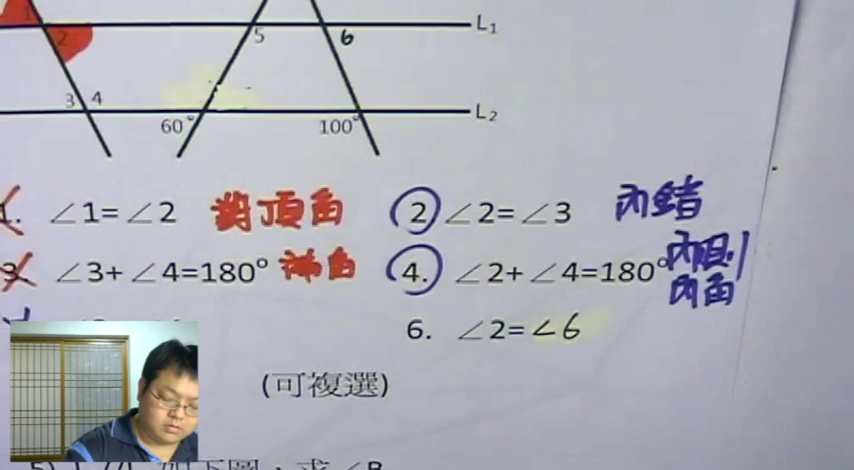 1
2 5 6 L₁
3 4
60° 100° L₂
1. ∠1=∠2 對頂角 2 ∠2=∠3 內錯
3. ∠3+∠4=180° 補角 4. ∠2+∠4=180° 同側
內角
6. ∠2=∠6
(可複選)